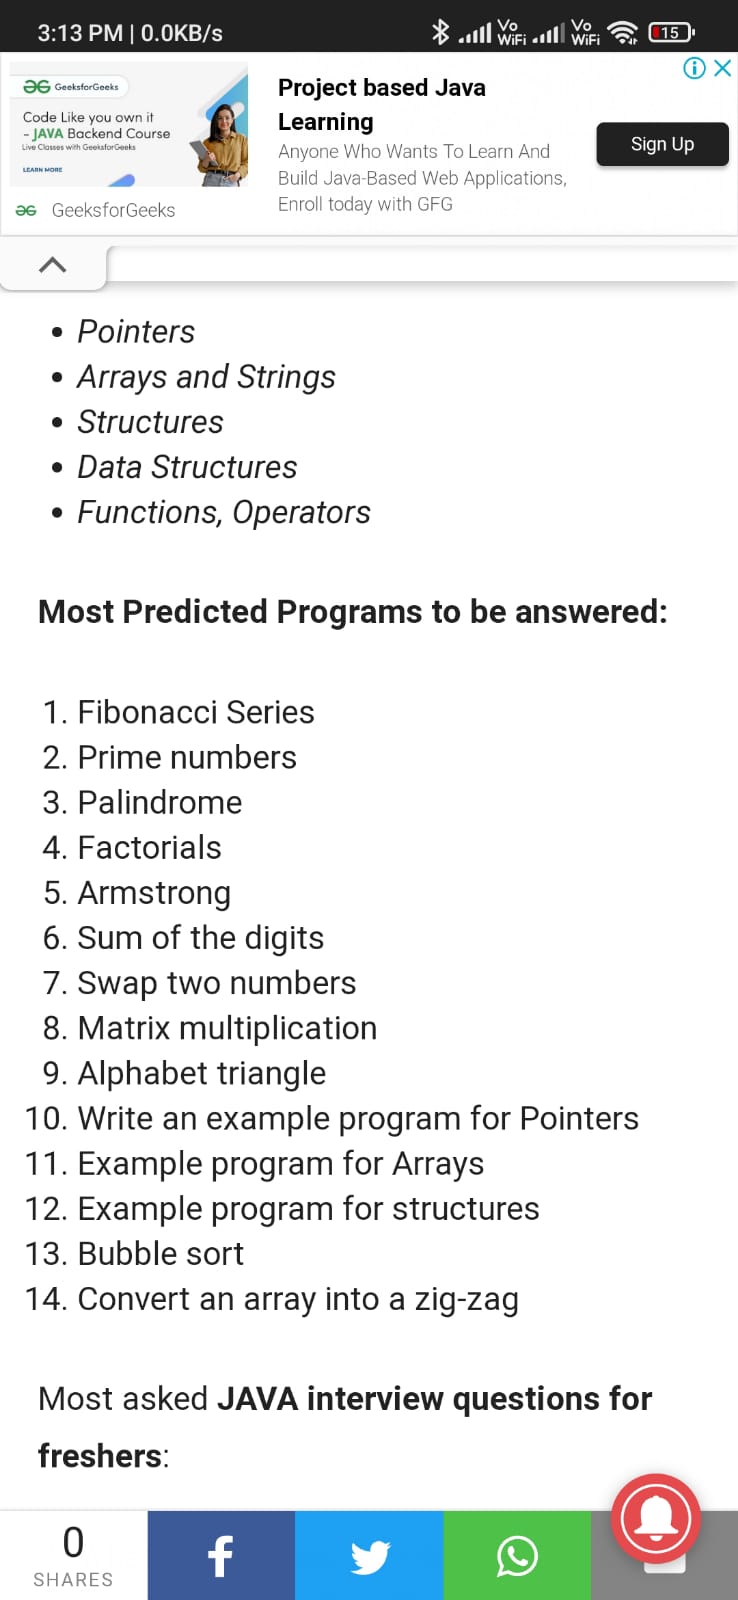 3:13 PM | 0.0KB/s
Vo WiFi Vo WiFi 15
GeeksforGeeks
Code Like you own it
- JAVA Backend Course
Live Classes with GeeksforGeeks
LEARN MORE
GeeksforGeeks
Project based Java
Learning
Anyone Who Wants To Learn And
Build Java-Based Web Applications,
Enroll today with GFG
Sign Up
• Pointers
• Arrays and Strings
• Structures
• Data Structures
• Functions, Operators
Most Predicted Programs to be answered:
1. Fibonacci Series
2. Prime numbers
3. Palindrome
4. Factorials
5. Armstrong
6. Sum of the digits
7. Swap two numbers
8. Matrix multiplication
9. Alphabet triangle
10. Write an example program for Pointers
11. Example program for Arrays
12. Example program for structures
13. Bubble sort
14. Convert an array into a zig-zag
Most asked JAVA interview questions for
freshers:
0
SHARES